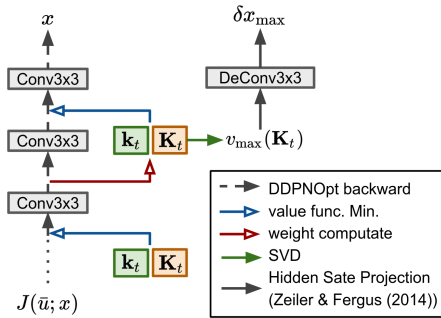 x
δx_max
Conv3x3
DeConv3x3
Conv3x3
k_t
K_t
v_max(K_t)
Conv3x3
DDPNOpt backward
value func. Min.
weight computate
SVD
Hidden Sate Projection
(Zeiler & Fergus (2014))
k_t
K_t
J(ū; x)